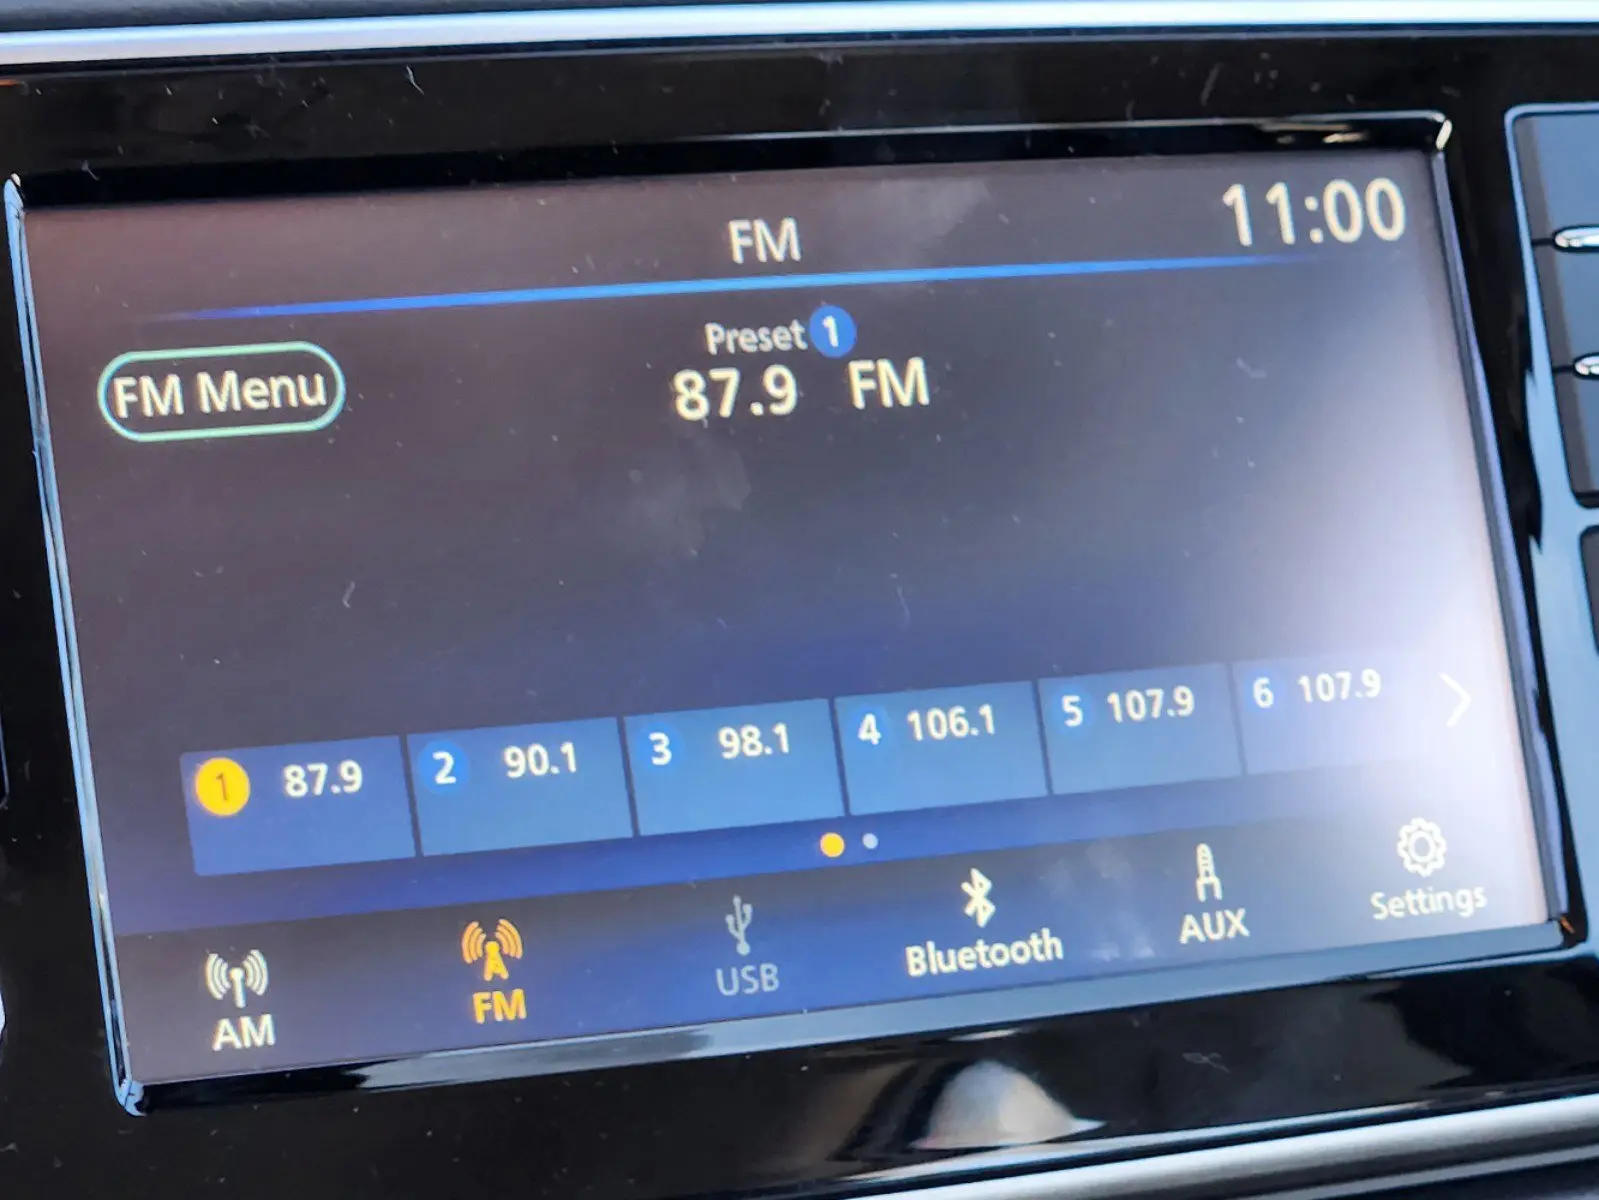 FM
11:00
Preset 1
FM Menu
87.9 FM
1 87.9
2 90.1
3 98.1
4 106.1
5 107.9
6 107.9
AM
FM
USB
Bluetooth
AUX
Settings